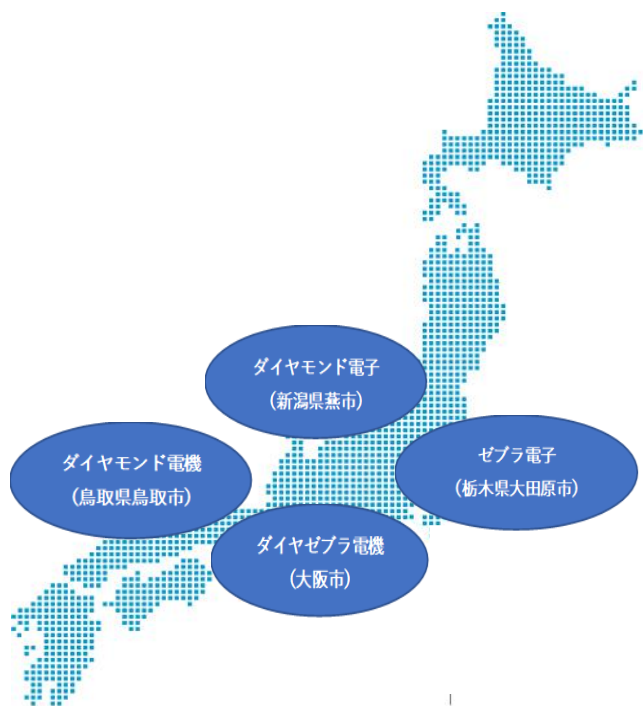 ダイヤモンド電子
(新潟県燕市)
ダイヤモンド電機
(鳥取県鳥取市)
ゼブラ電子
(栃木県大田原市)
ダイヤゼブラ電機
(大阪市)